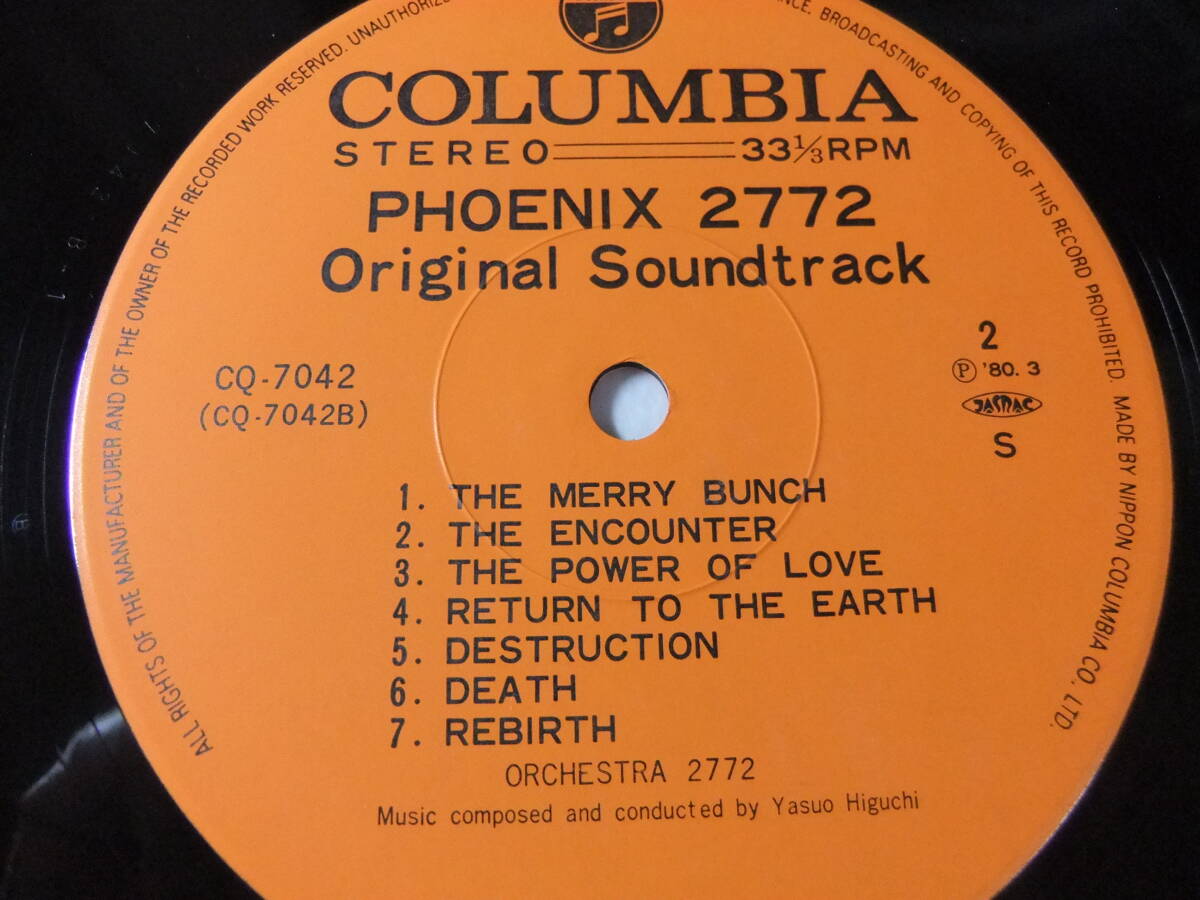 COLUMBIA
STEREO 33⅓RPM
PHOENIX 2772
Original Soundtrack
2
CQ-7042
(CQ-7042B)
Ⓟ '80. 3
JASRAC
S
1. THE MERRY BUNCH
2. THE ENCOUNTER
3. THE POWER OF LOVE
4. RETURN TO THE EARTH
5. DESTRUCTION
6. DEATH
7. REBIRTH
ORCHESTRA 2772
Music composed and conducted by Yasuo Higuchi
ALL RIGHTS OF THE MANUFACTURER AND OF THE OWNER OF THE RECORDED WORK RESERVED. UNAUTHORIZE
BROADCASTING AND COPYING OF THIS RECORD PROHIBITED. MADE BY NIPPON COLUMBIA CO., LTD.